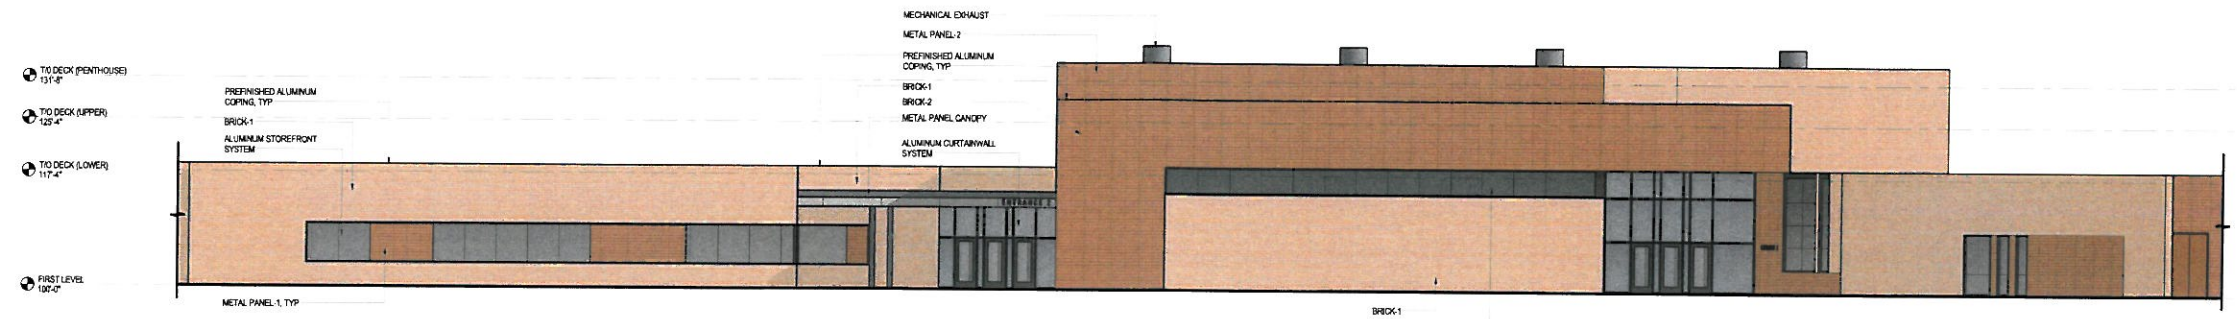 MECHANICAL EXHAUST
METAL PANEL-2
PREFINISHED ALUMINUM
COPING, TYP
BRICK-1
BRICK-2
METAL PANEL CANOPY
ALUMINUM CURTAINWALL
SYSTEM
T/O DECK (PENTHOUSE)
131'-8"
T/O DECK (UPPER)
125'-4"
T/O DECK (LOWER)
117'-4"
FIRST LEVEL
100'-0"
PREFINISHED ALUMINUM
COPING, TYP
BRICK-1
ALUMINUM STOREFRONT
SYSTEM
METAL PANEL-1, TYP
ENTRANCE 2
BRICK-1